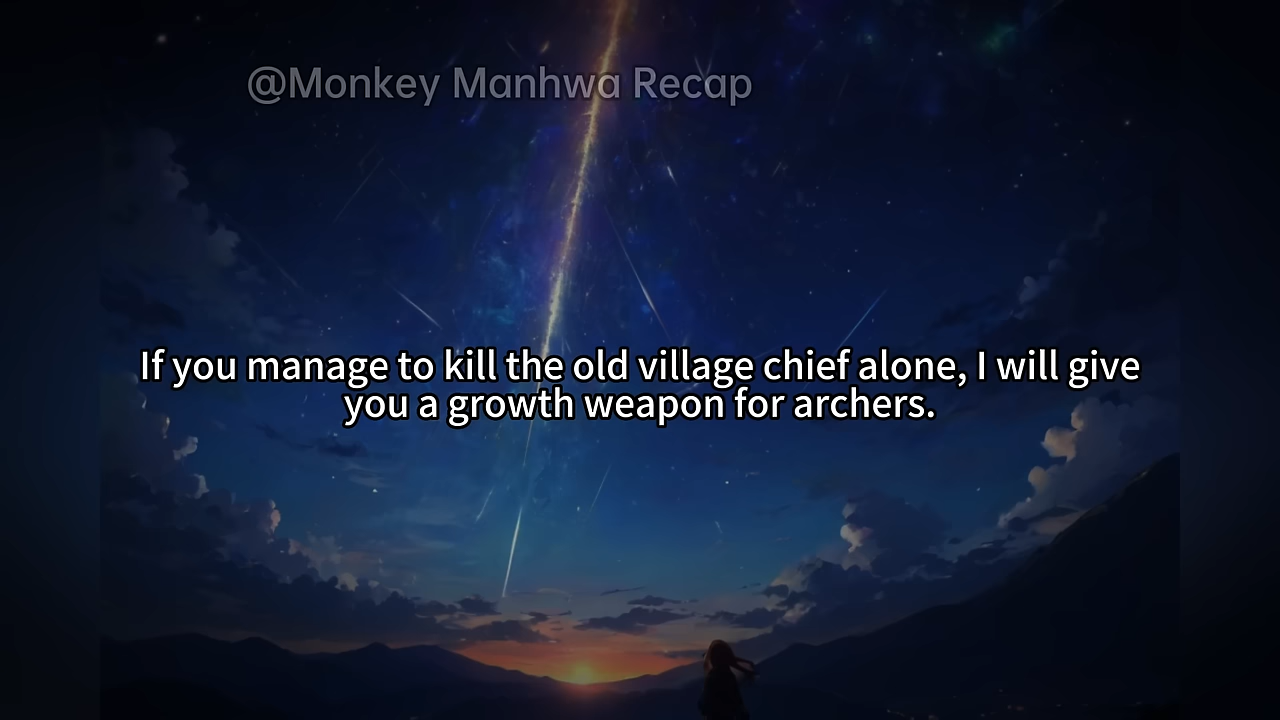 @Monkey Manhwa Recap
If you manage to kill the old village chief alone, I will give
you a growth weapon for archers.